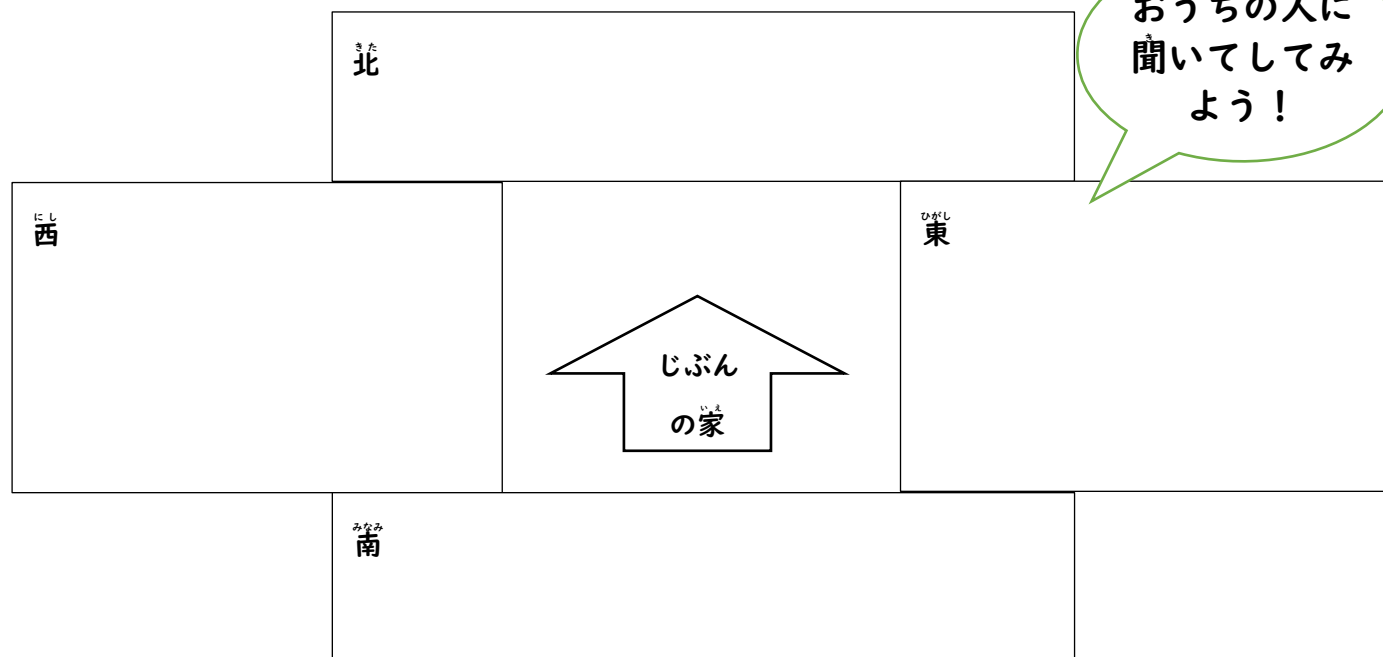 おうちの人に
聞いてしてみ
よう！
北
西
東
じぶん
の家
南